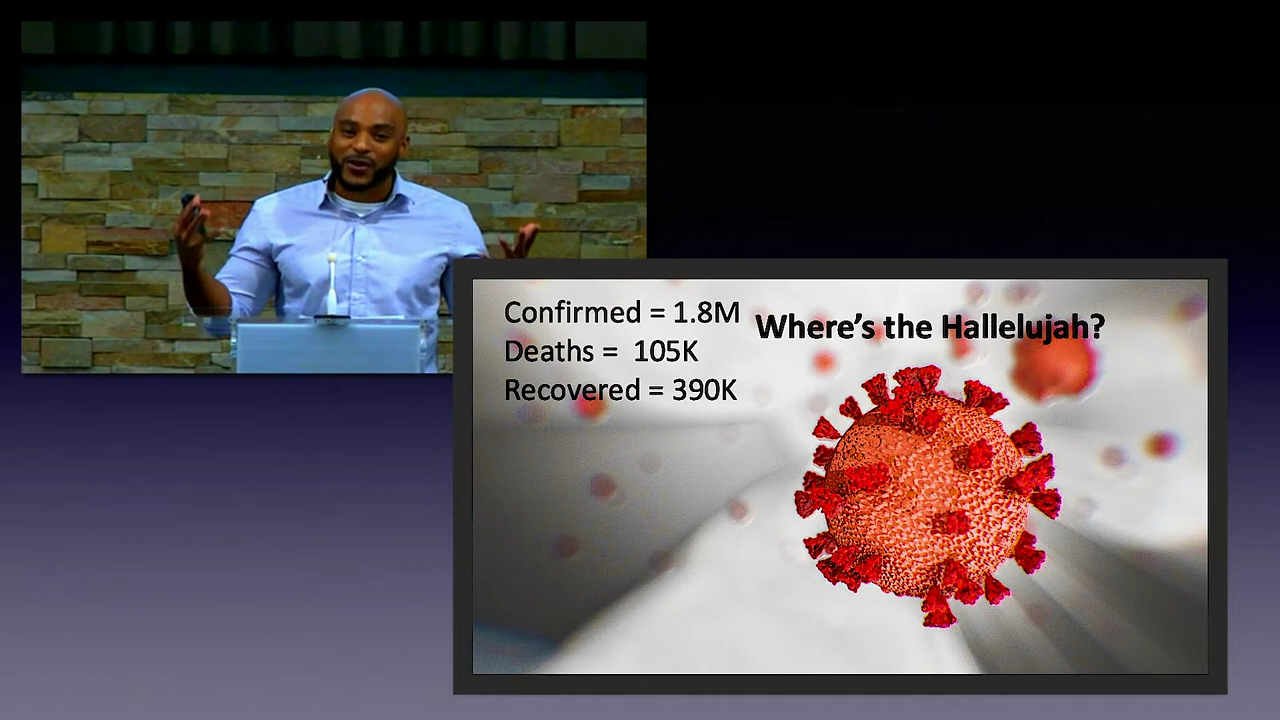 Confirmed = 1.8M
Deaths = 105K
Recovered = 390K
Where's the Hallelujah?